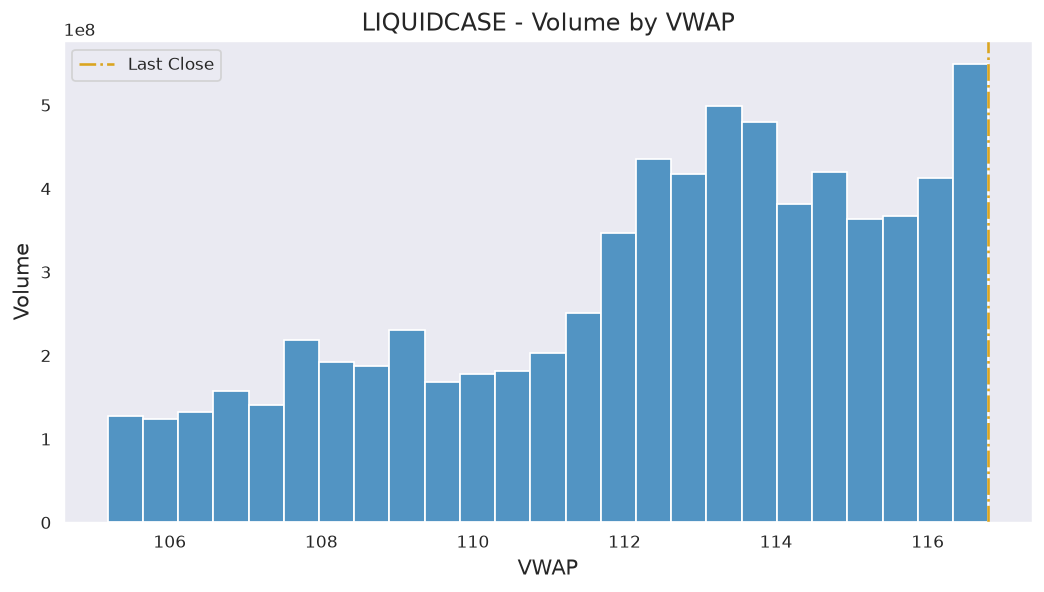 LIQUIDCASE - Volume by VWAP
1e8
Last Close
5
4
3
2
1
0
Volume
106 108 110 112 114 116
VWAP